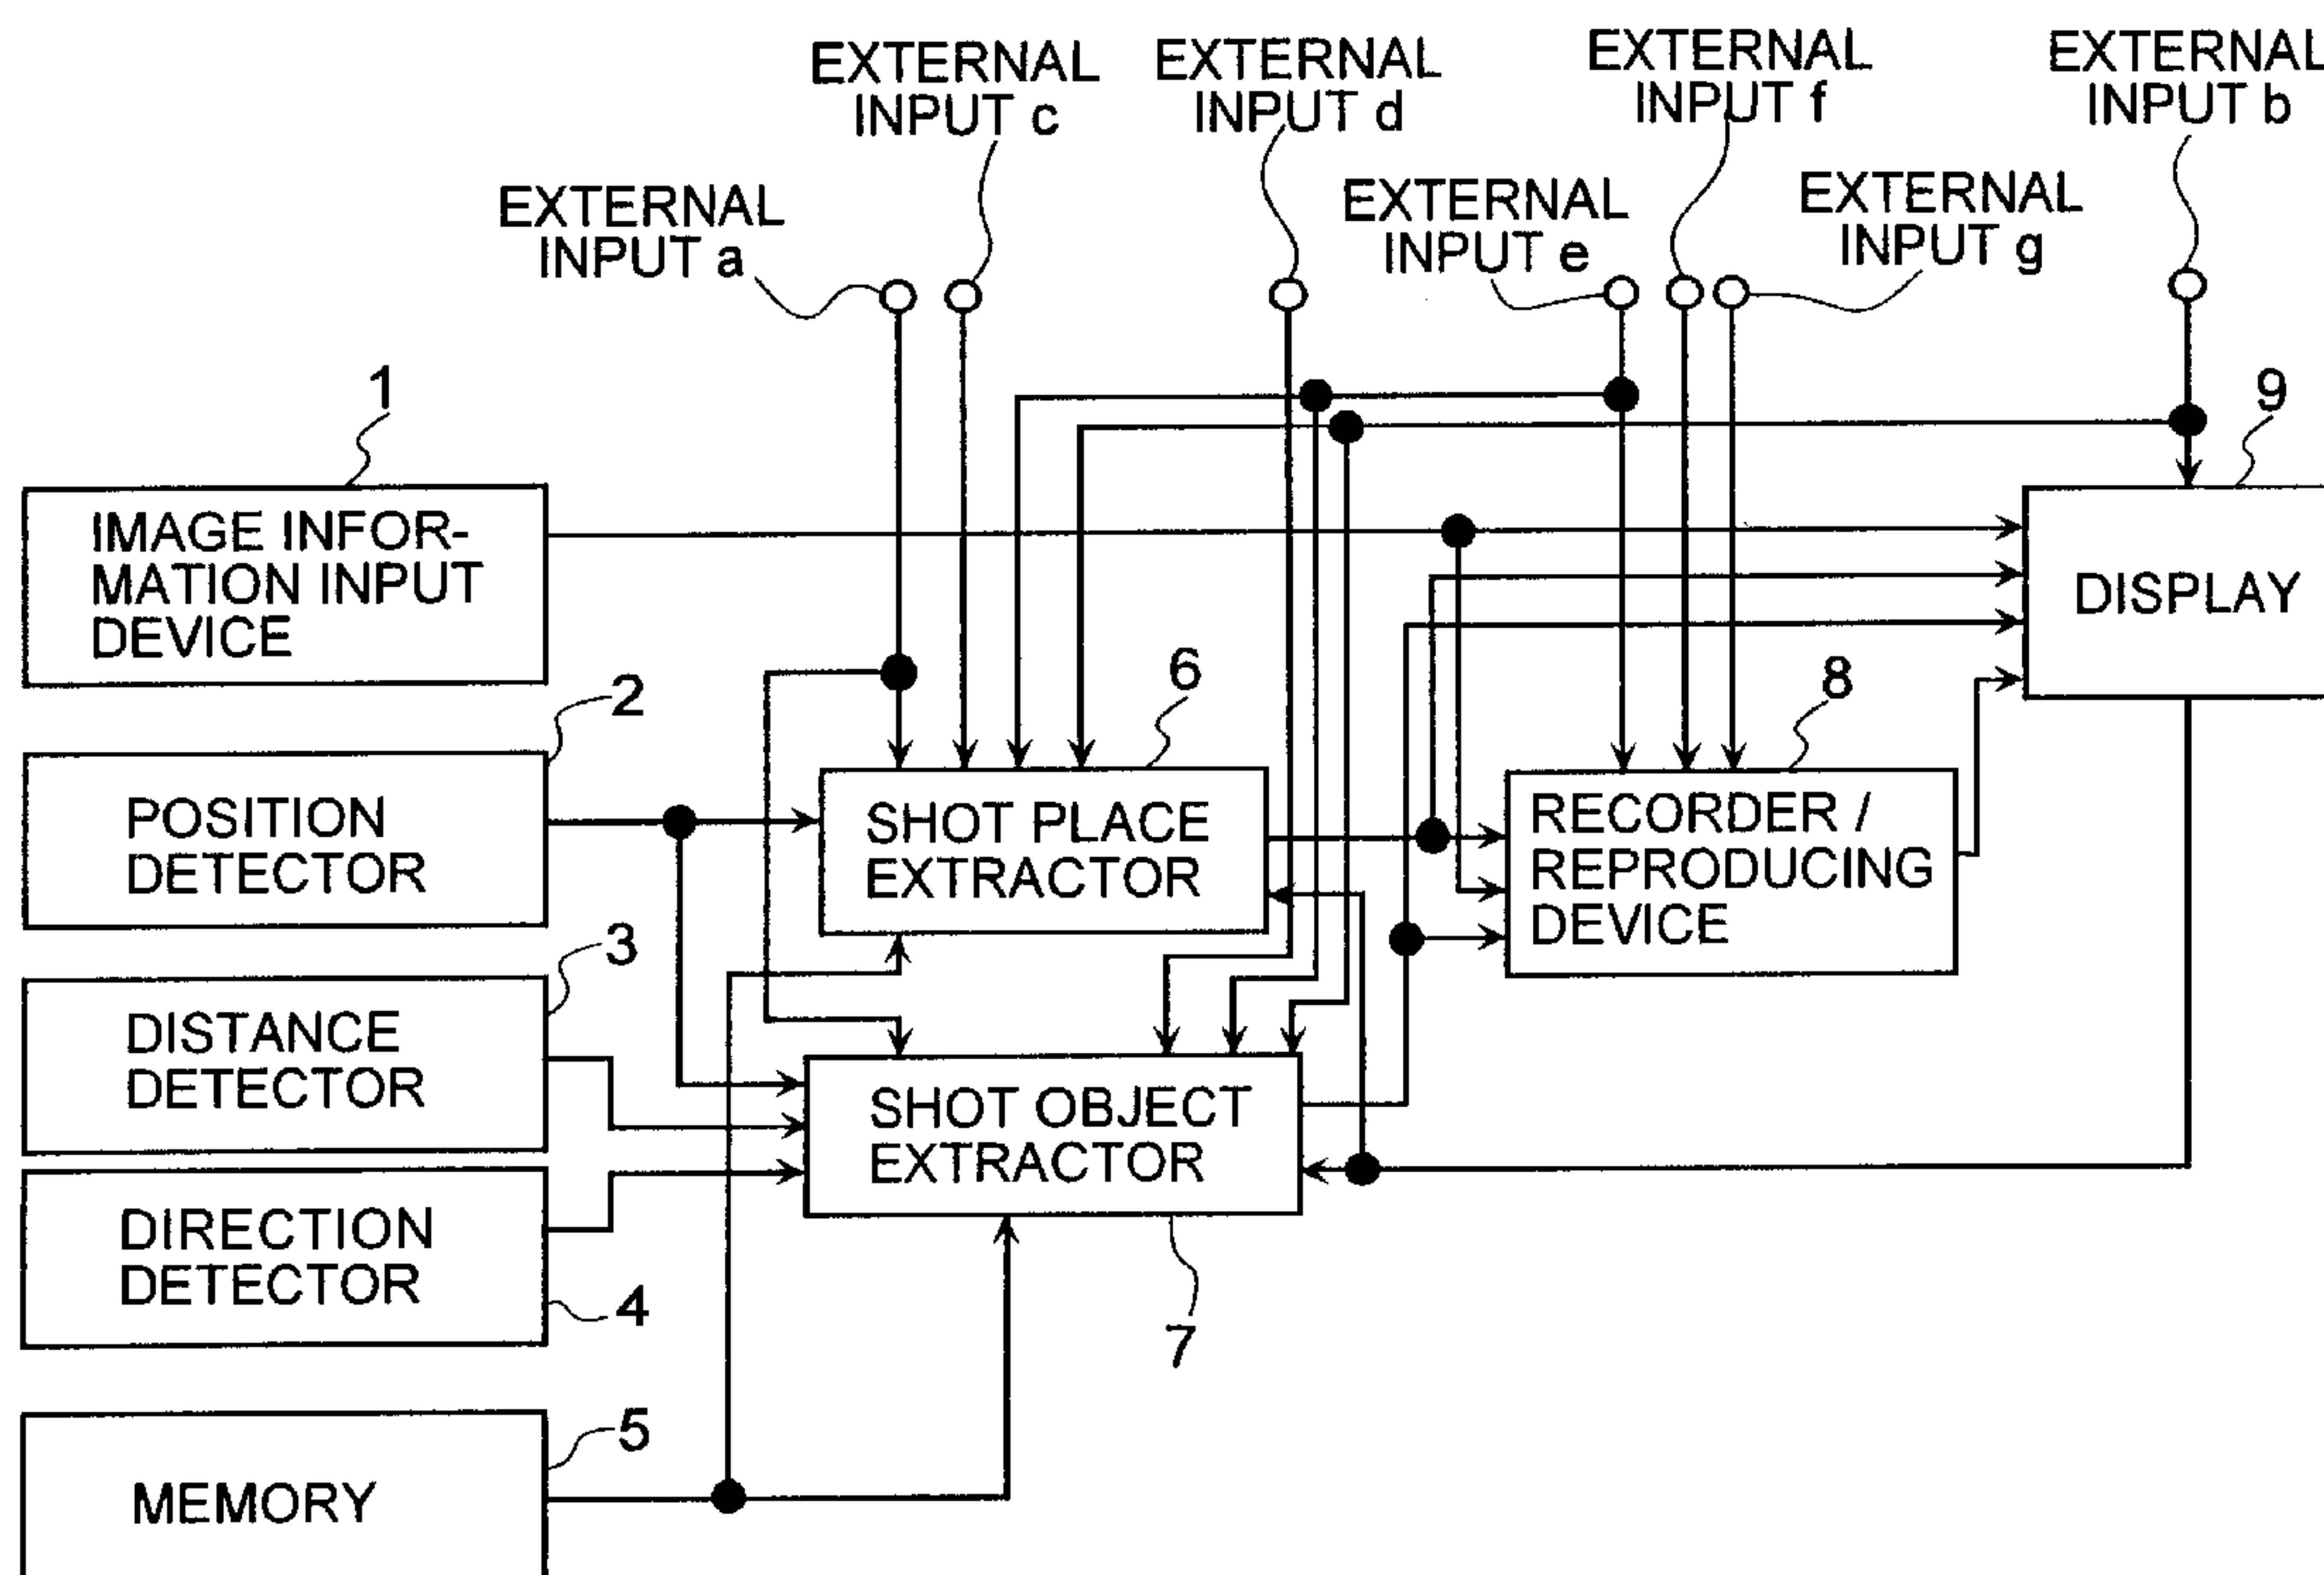 EXTERNAL
INPUT c
EXTERNAL
INPUT d
EXTERNAL
INPUT f
EXTERNAL
INPUT b
EXTERNAL
INPUT a
EXTERNAL
INPUT e
EXTERNAL
INPUT g
1
IMAGE INFOR-
MATION INPUT
DEVICE
9
DISPLAY
2
POSITION
DETECTOR
6
SHOT PLACE
EXTRACTOR
8
RECORDER /
REPRODUCING
DEVICE
3
DISTANCE
DETECTOR
SHOT OBJECT
EXTRACTOR
7
DIRECTION
DETECTOR
4
5
MEMORY